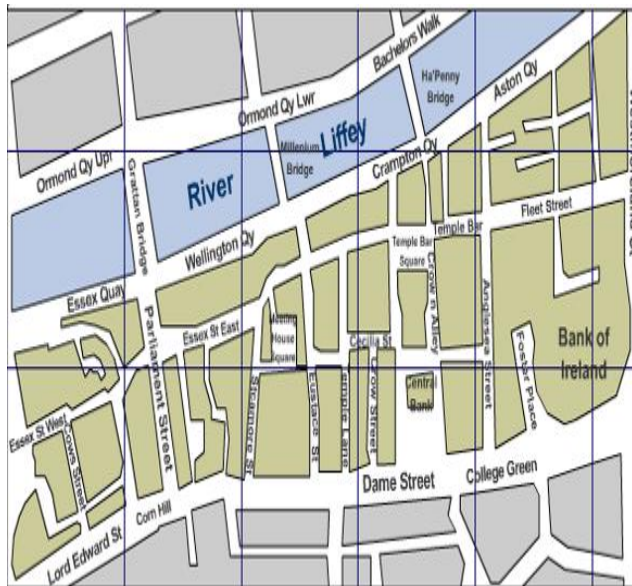 Bachelors Walk
Ha'Penny
Bridge
Aston Qy
Ormond Qy Lwr
Millenium
Bridge
Liffey
Crampton Qy
Ormond Qy Upr
River
Grattan Bridge
Wellington Qy
Fleet Street
Temple Bar
Temple Bar
Square
Essex Quay
Parliament Street
Essex St East
Meeting
House
Square
Crow n Alley
Anglesea Street
Cecilia St
Bank of
Ireland
Foster Place
Sycamore St
Eustace St
Temple Lane
Crow Street
Central
Bank
Essex St West
Lows Street
Dame Street
College Green
Corn Hill
Lord Edward St